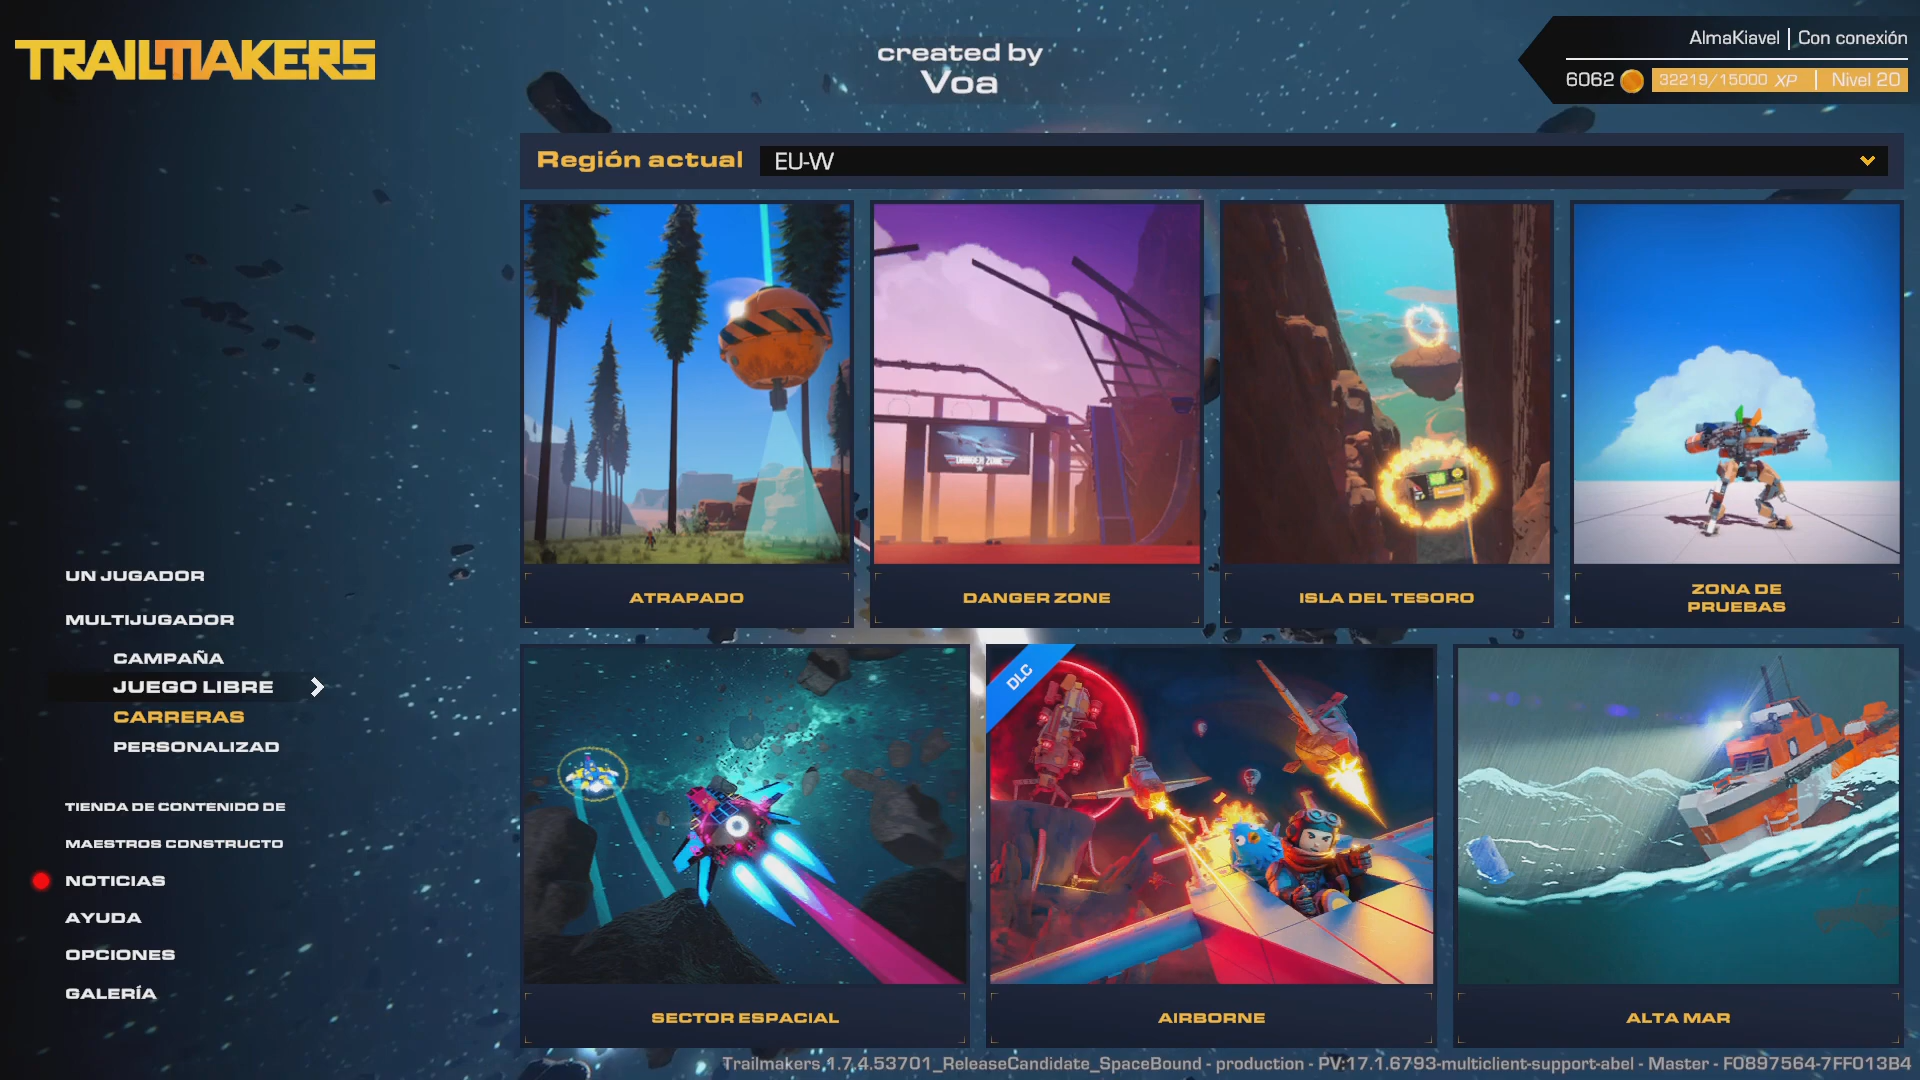 TRAILMAKERS
created by
Voa
AlmaKiavel | Con conexión
6062
32219/15000 XP | Nivel 20
Región actual
EU-W
ATRAPADO
DANGER ZONE
DANGER ZONE
ISLA DEL TESORO
ZONA DE
PRUEBAS
UN JUGADOR
MULTIJUGADOR
CAMPAÑA
JUEGO LIBRE
CARRERAS
PERSONALIZAD
TIENDA DE CONTENIDO DE
MAESTROS CONSTRUCTO
NOTICIAS
AYUDA
OPCIONES
GALERÍA
DLC
SECTOR ESPACIAL
AIRBORNE
ALTA MAR
Trailmakers 1.7.4.53701_ReleaseCandidate_SpaceBound - production - PV:17.1.6793-multiclient-support-abel - Master - F0897564-7FF013B4